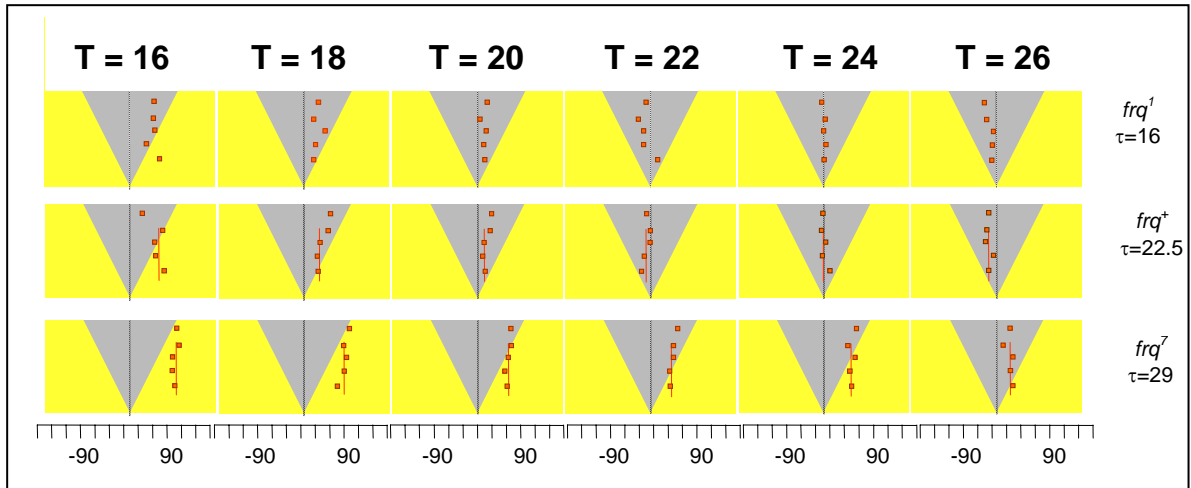 T = 16 T = 18 T = 20 T = 22 T = 24 T = 26
frq¹
τ=16
frq⁺
τ=22.5
frq⁷
τ=29
-90 90 -90 90 -90 90 -90 90 -90 90 -90 90